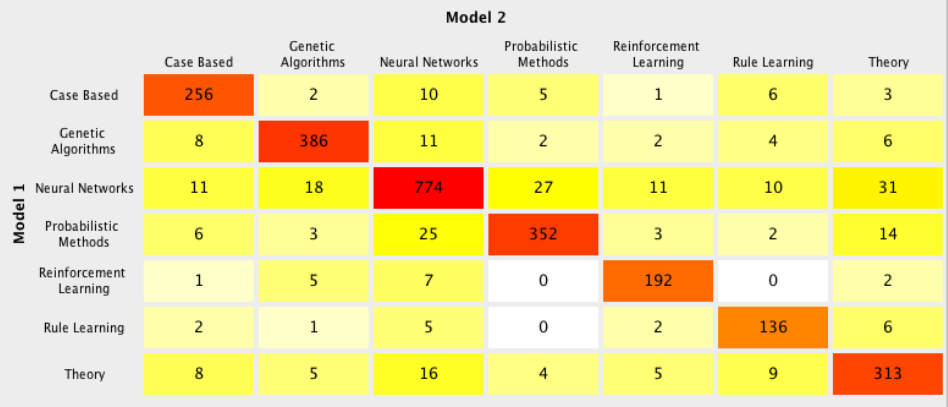 Model 2
Case Based
Genetic
Algorithms
Neural Networks
Probabilistic
Methods
Reinforcement
Learning
Rule Learning
Theory
Model 1
Case Based 256 2 10 5 1 6 3
Genetic
Algorithms 8 386 11 2 2 4 6
Neural Networks 11 18 774 27 11 10 31
Probabilistic
Methods 6 3 25 352 3 2 14
Reinforcement
Learning 1 5 7 0 192 0 2
Rule Learning 2 1 5 0 2 136 6
Theory 8 5 16 4 5 9 313